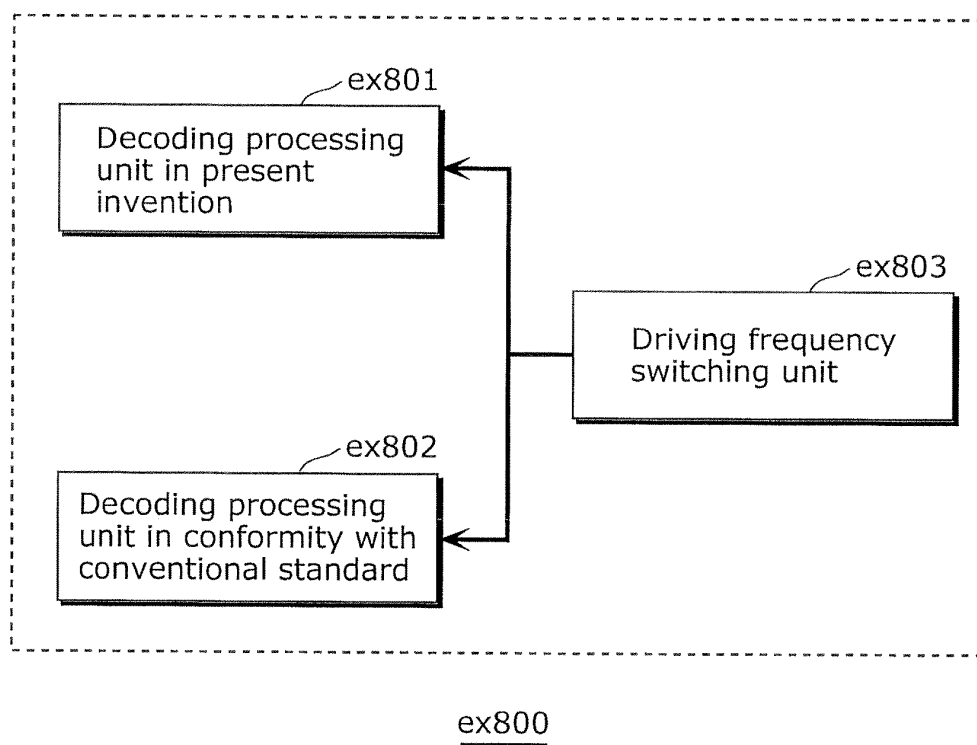 ex801
Decoding processing
unit in present
invention
ex803
Driving frequency
switching unit
ex802
Decoding processing
unit in conformity with
conventional standard
ex800